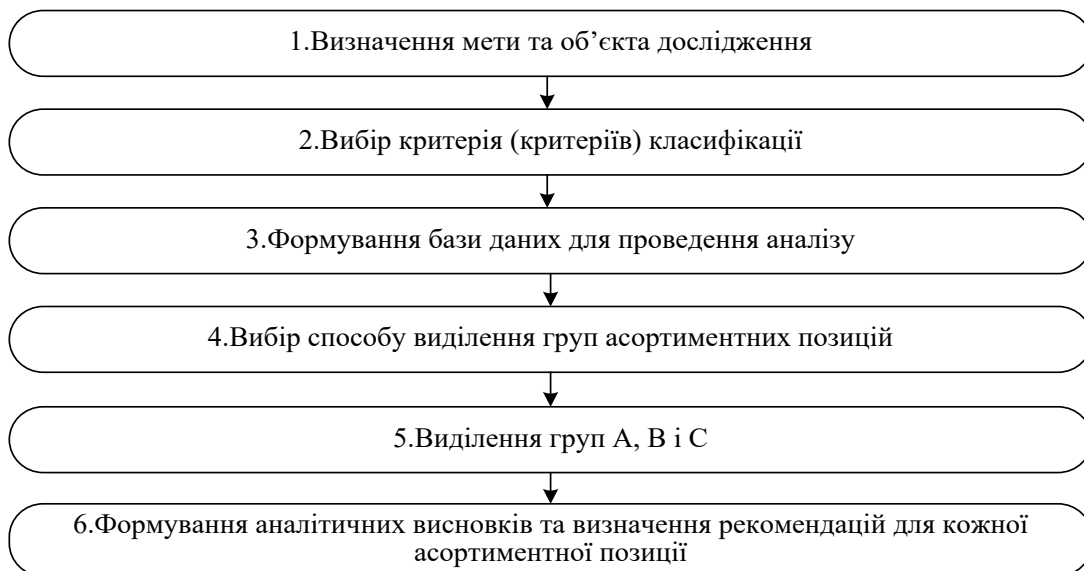 1.Визначення мети та об’єкта дослідження
2.Вибір критерія (критеріїв) класифікації
3.Формування бази даних для проведення аналізу
4.Вибір способу виділення груп асортиментних позицій
5.Виділення груп А, В і С
6.Формування аналітичних висновків та визначення рекомендацій для кожної
асортиментної позиції